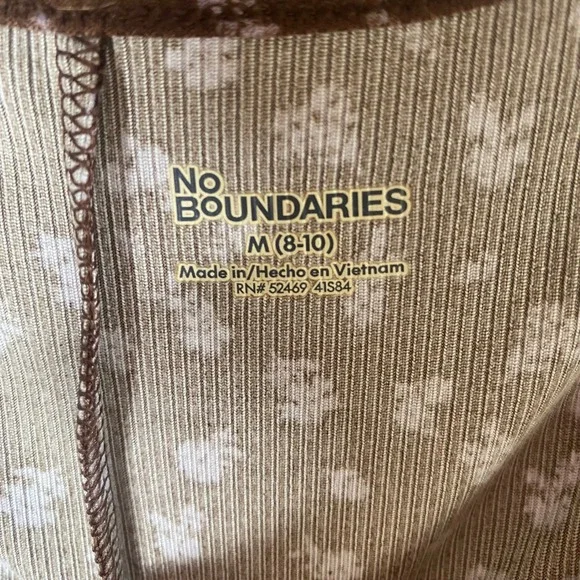 NO
BOUNDARIES
M (8-10)
Made in/Hecho en Vietnam
RN# 52469 41S84